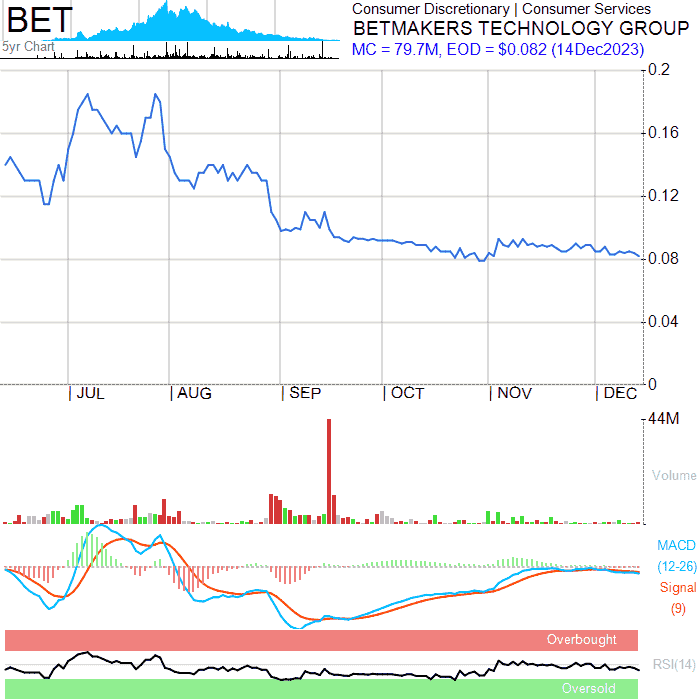 BET
5yr Chart
Consumer Discretionary | Consumer Services
BETMAKERS TECHNOLOGY GROUP
MC = 79.7M, EOD = $0.082 (14Dec2023)
0.2
0.16
0.12
0.08
0.04
0
JUL AUG SEP OCT NOV DEC
44M
Volume
MACD
(12-26)
Signal
(9)
Overbought
RSI(14)
Oversold